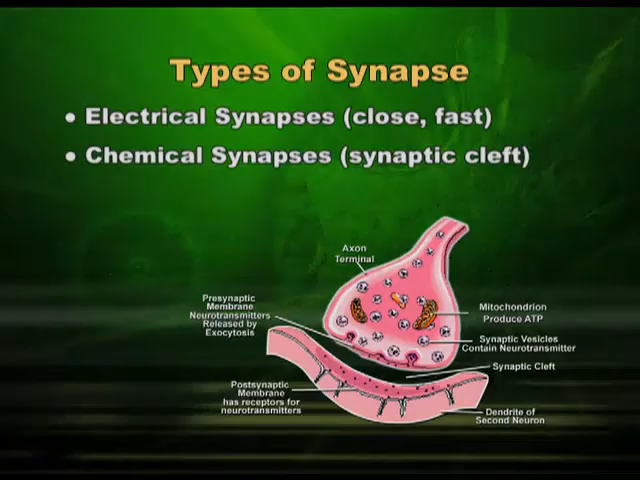 Types of Synapse
• Electrical Synapses (close, fast)
• Chemical Synapses (synaptic cleft)
Axon
Terminal
Presynaptic
Membrane
Neurotransmitters
Released by
Exocytosis
Mitochondrion
Produce ATP
Synaptic Vesicles
Contain Neurotransmitter
Synaptic Cleft
Postsynaptic
Membrane
has receptors for
neurotransmitters
Dendrite of
Second Neuron